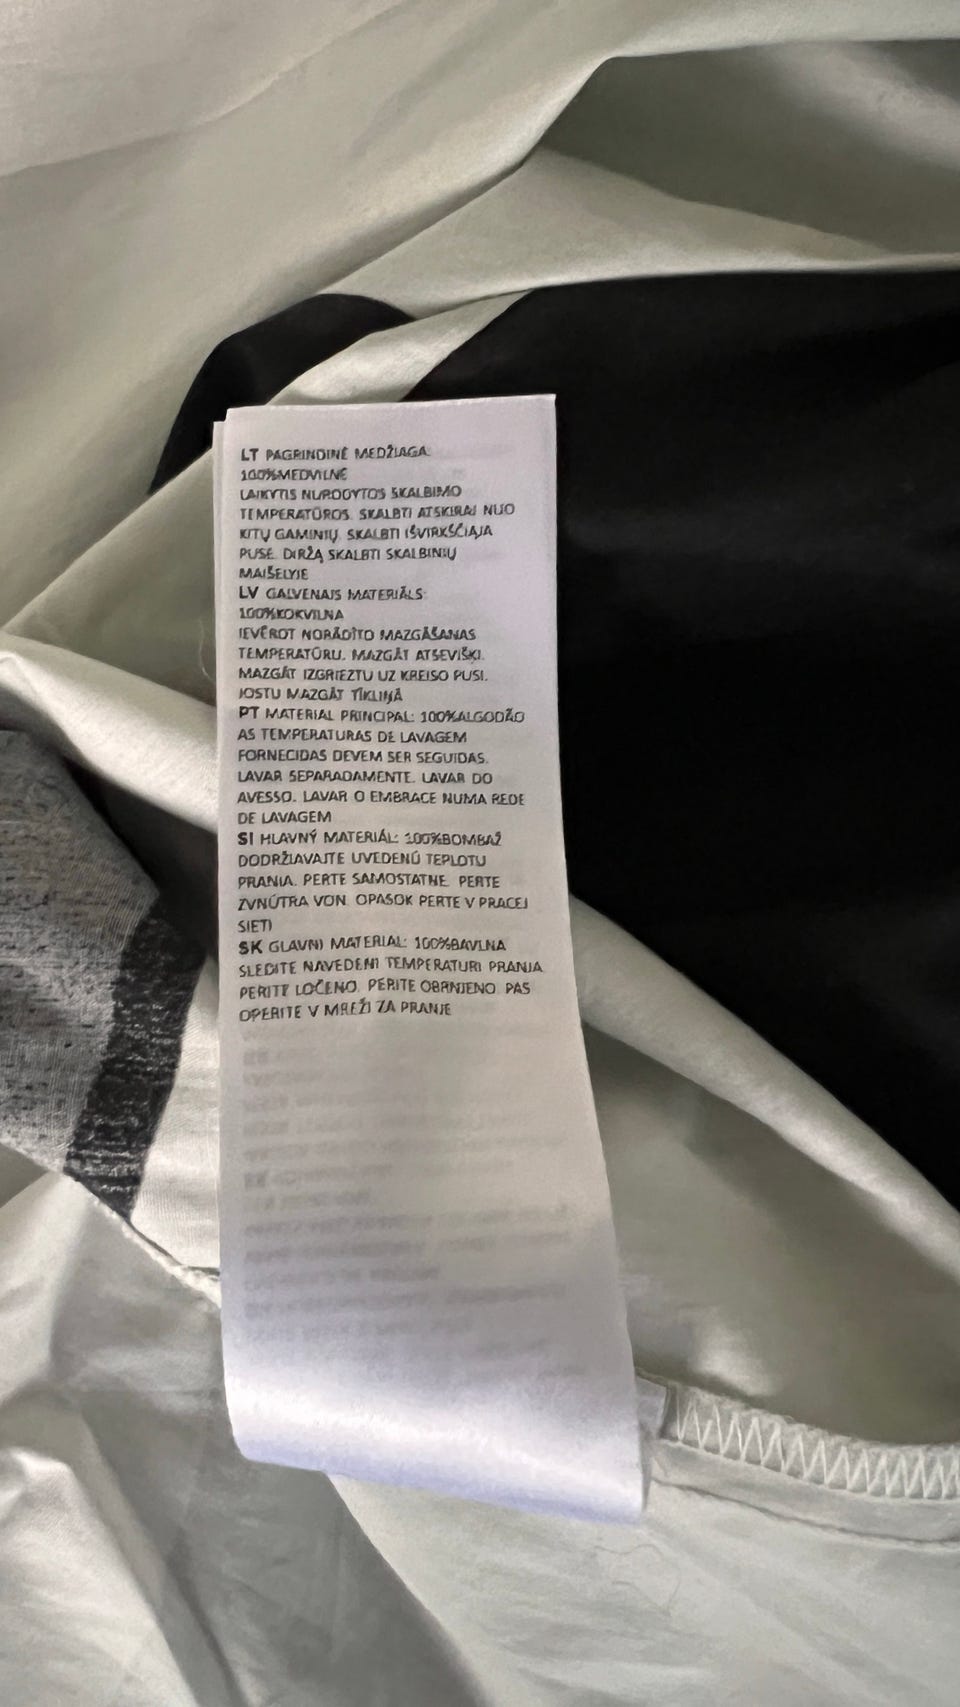 LT PAGRINDINĖ MEDŽIAGA:
100%MEDVILNĖ
LAIKYTIS NURODYTOS SKALBIMO
TEMPERATŪROS. SKALBTI ATSKIRAI NUO
KITŲ GAMINIŲ. SKALBTI IŠVIRKŠČIĄJA
PUSE. DIRŽĄ SKALBTI SKALBINIŲ
MAIŠELYJE
LV GALVENAIS MATERIĀLS:
100%KOKVILNA
IEVĒROT NORĀDĪTO MAZGĀŠANAS
TEMPERATŪRU. MAZGĀT ATSEVIŠĶI.
MAZGĀT IZGRIEZTU UZ KREISO PUSI.
JOSTU MAZGĀT TĪKLIŅĀ
PT MATERIAL PRINCIPAL: 100%ALGODÃO
AS TEMPERATURAS DE LAVAGEM
FORNECIDAS DEVEM SER SEGUIDAS.
LAVAR SEPARADAMENTE. LAVAR DO
AVESSO. LAVAR O EMBRACE NUMA REDE
DE LAVAGEM
SI HLAVNÝ MATERIÁL: 100%BOMBAŽ
DODRŽIAVAJTE UVEDENÚ TEPLOTU
PRANIA. PERTE SAMOSTATNE. PERTE
ZVNÚTRA VON. OPASOK PERTE V PRACEJ
SIETI
SK GLAVNI MATERIAL: 100%BAVLNA
SLEDITE NAVEDENI TEMPERATURI PRANJA
PERITE LOČENO. PERITE OBRNJENO. PAS
OPERITE V MREŽI ZA PRANJE